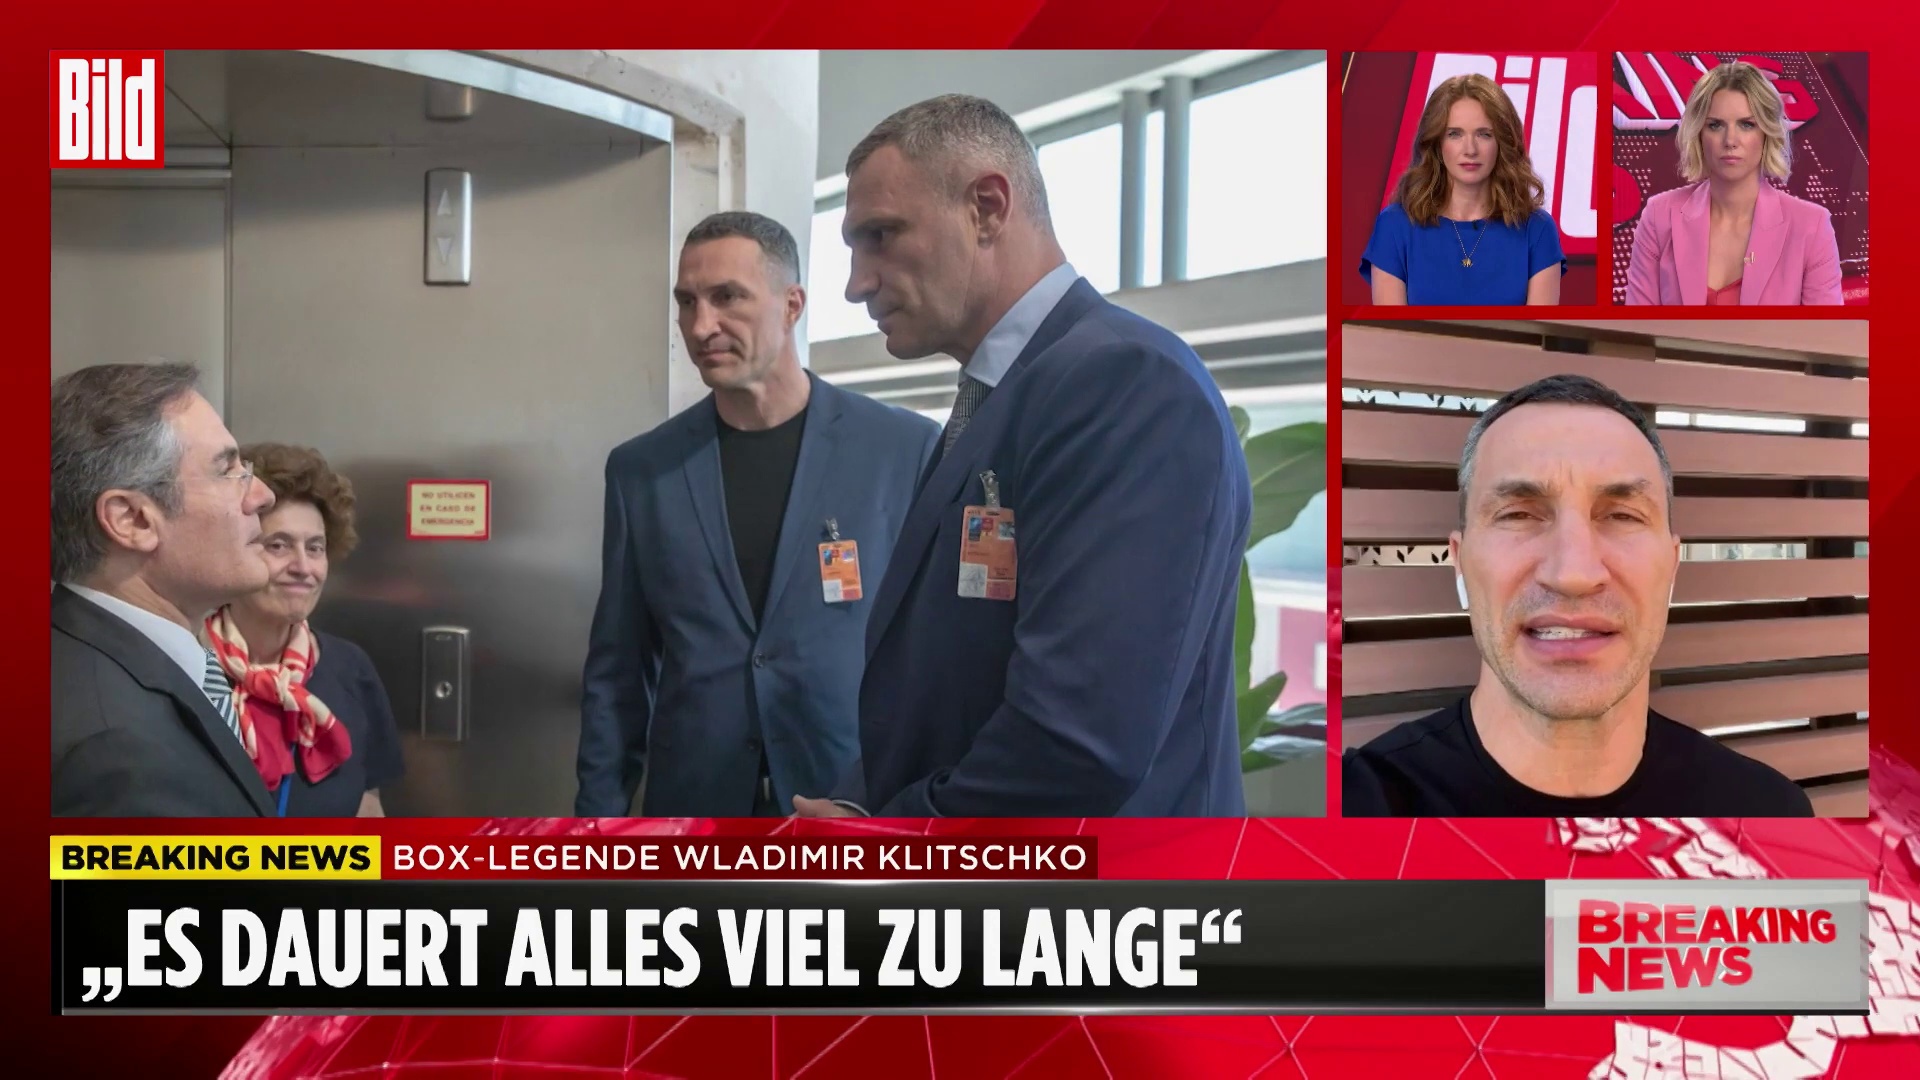 Bild
NO UTILICEN
EN CASO DE
EMERGENCIA
BREAKING NEWS BOX-LEGENDE WLADIMIR KLITSCHKO
„ES DAUERT ALLES VIEL ZU LANGE“
BREAKING
NEWS